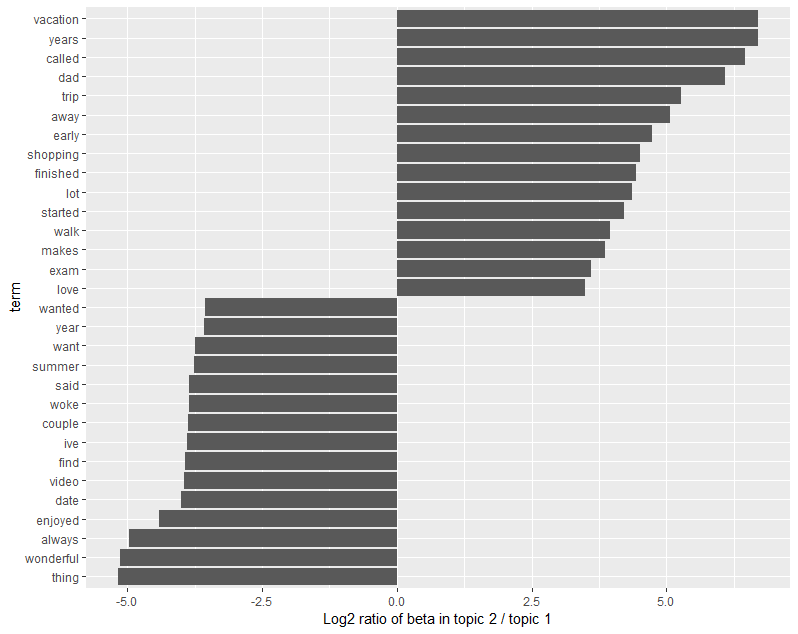 vacation
years
called
dad
trip
away
early
shopping
finished
lot
started
walk
makes
exam
love
wanted
year
want
summer
said
woke
couple
ive
find
video
date
enjoyed
always
wonderful
thing
term
-5.0 -2.5 0.0 2.5 5.0
Log2 ratio of beta in topic 2 / topic 1